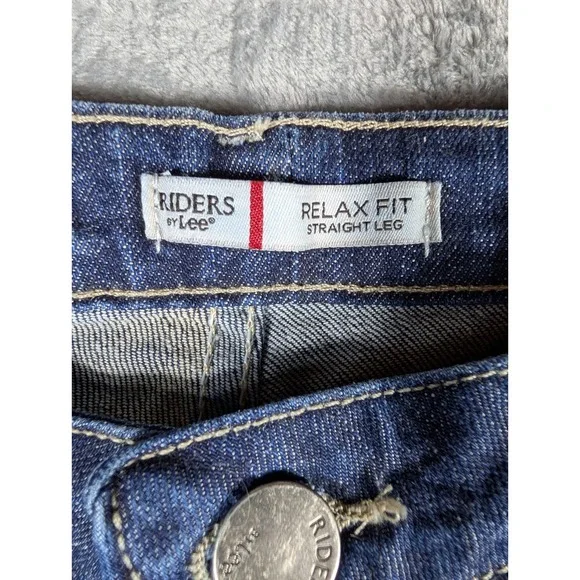 RIDERS
BY Lee®
RELAX FIT
STRAIGHT LEG
RIDE